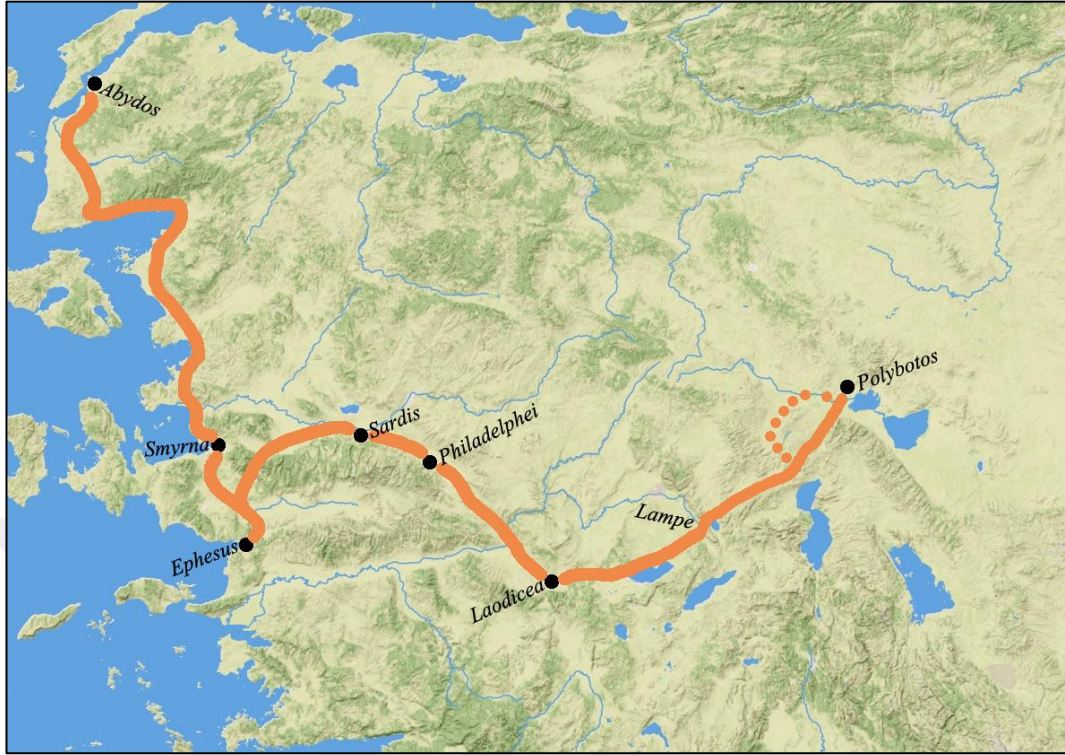 Abydos
Polybotos
Sardis
Smyrna
Philadelphei
Lampe
Ephesus
Laodicea